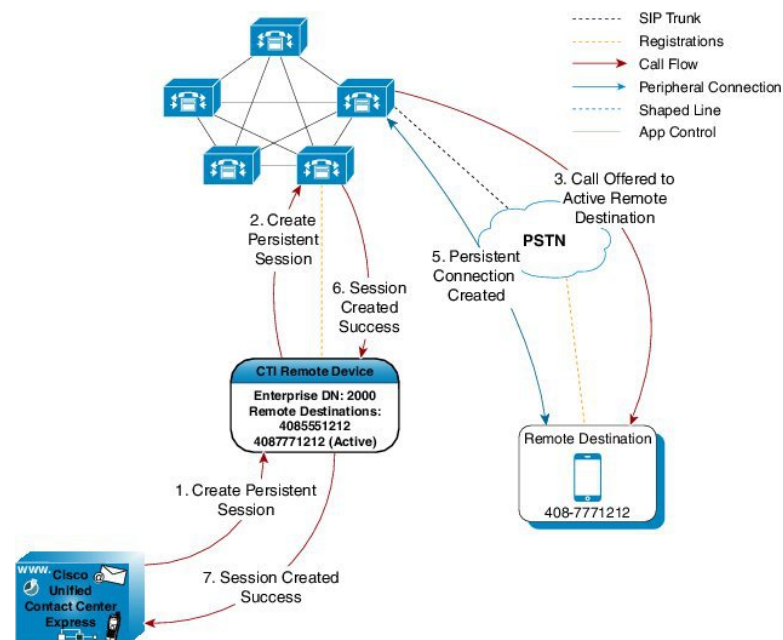 SIP Trunk
Registrations
Call Flow
Peripheral Connection
Shaped Line
App Control
3. Call Offered to
Active Remote
Destination
2. Create
Persistent
Session
PSTN
5. Persistent
Connection
Created
6. Session
Created
Success
CTI Remote Device
Enterprise DN: 2000
Remote Destinations:
4085551212
4087771212 (Active)
Remote Destination
408-7771212
1. Create Persistent
Session
7. Session Created
Success
www.
Cisco
Unified
Contact Center
Express
@